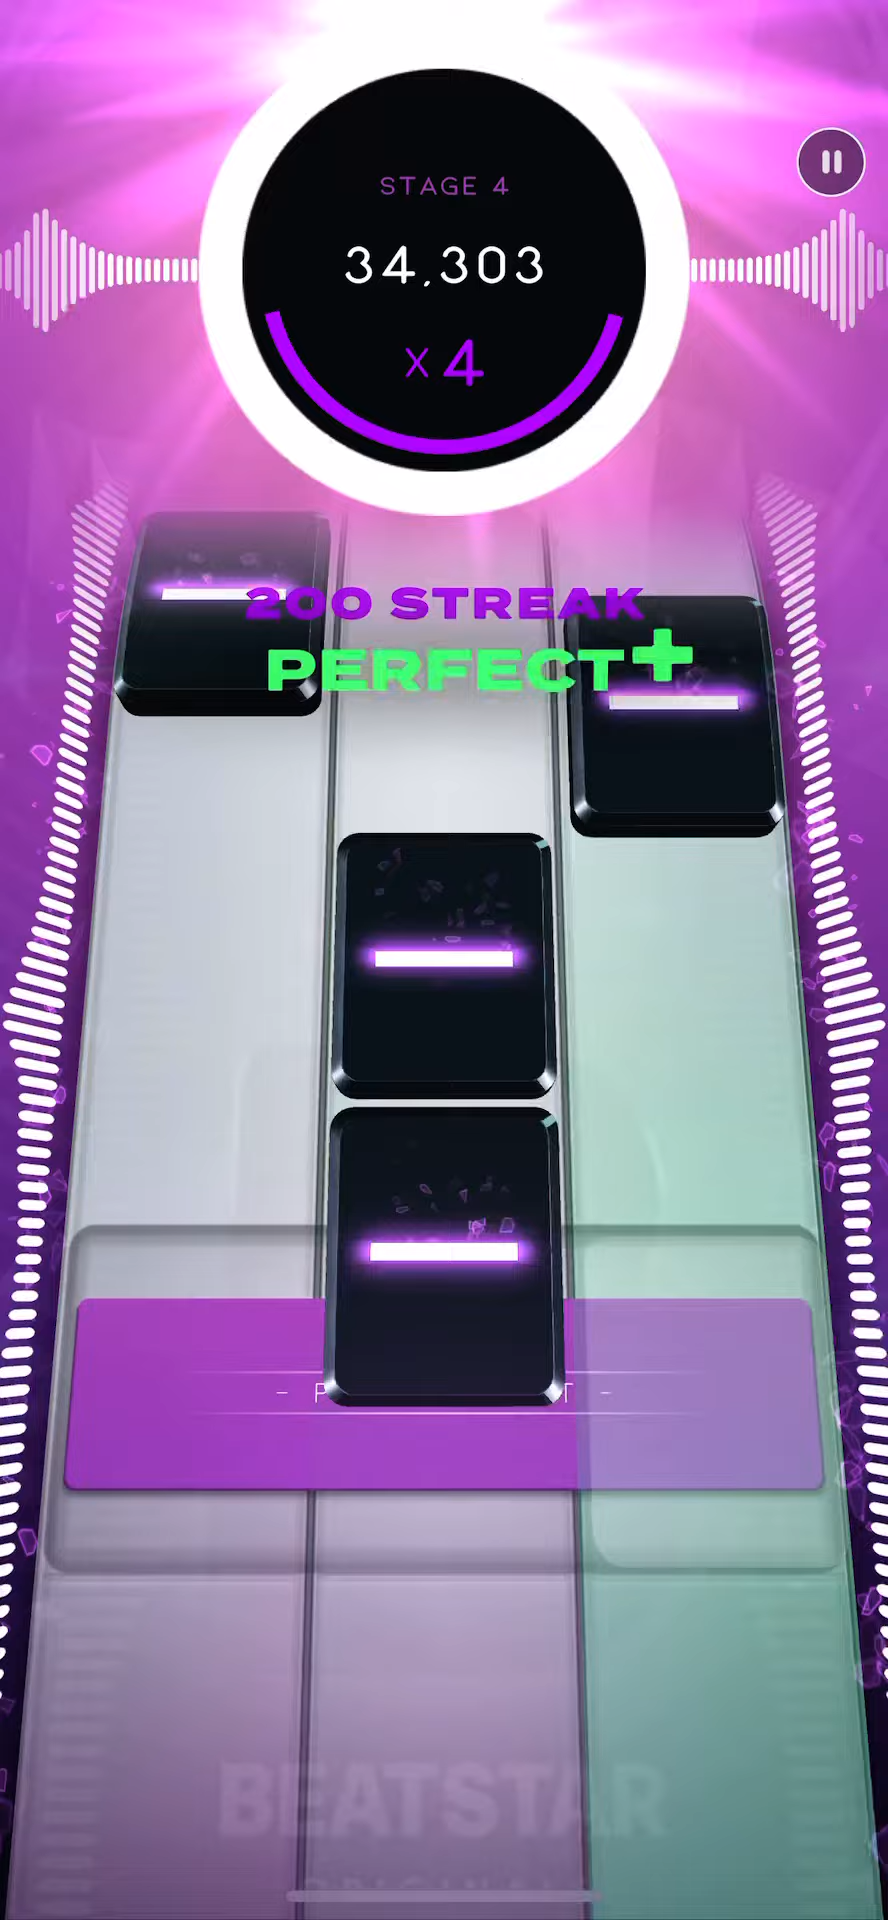 STAGE 4
34,303
x 4
200 STREAK
PERFECT+
BEATSTAR